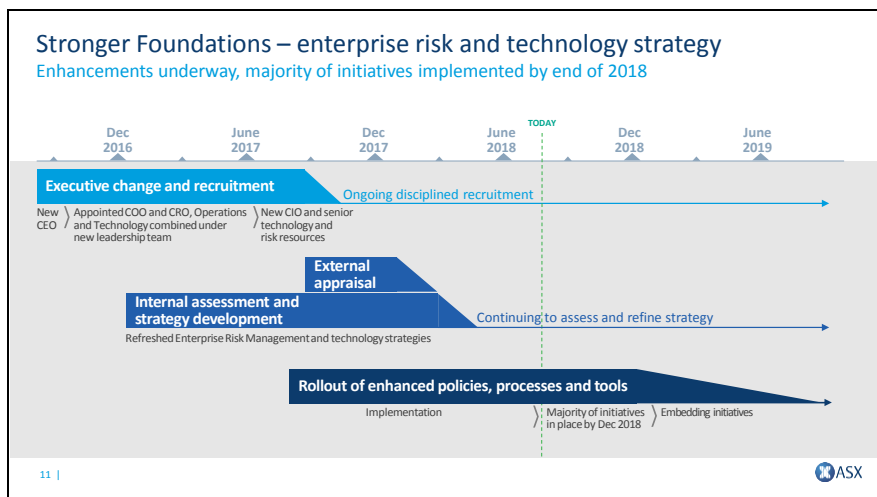 Stronger Foundations – enterprise risk and technology strategy
Enhancements underway, majority of initiatives implemented by end of 2018
TODAY
Dec
2016
June
2017
Dec
2017
June
2018
Dec
2018
June
2019
Executive change and recruitment
Ongoing disciplined recruitment
New
CEO
Appointed COO and CRO, Operations
and Technology combined under
new leadership team
New CIO and senior
technology and
risk resources
External
appraisal
Internal assessment and
strategy development
Continuing to assess and refine strategy
Refreshed Enterprise Risk Management and technology strategies
Rollout of enhanced policies, processes and tools
Implementation
Majority of initiatives
in place by Dec 2018
Embedding initiatives
11 |
ASX